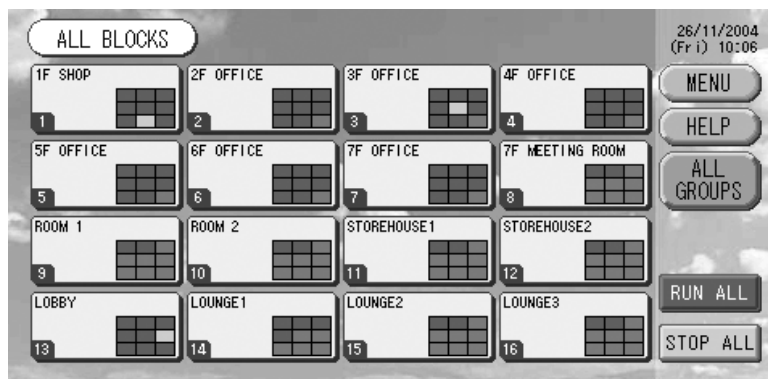 ALL BLOCKS
26/11/2004
(Fri) 10:06
1F SHOP
1
2F OFFICE
2
3F OFFICE
3
4F OFFICE
4
MENU
HELP
5F OFFICE
5
6F OFFICE
6
7F OFFICE
7
7F MEETING ROOM
8
ALL
GROUPS
ROOM 1
9
ROOM 2
10
STOREHOUSE1
11
STOREHOUSE2
12
LOBBY
13
LOUNGE1
14
LOUNGE2
15
LOUNGE3
16
RUN ALL
STOP ALL